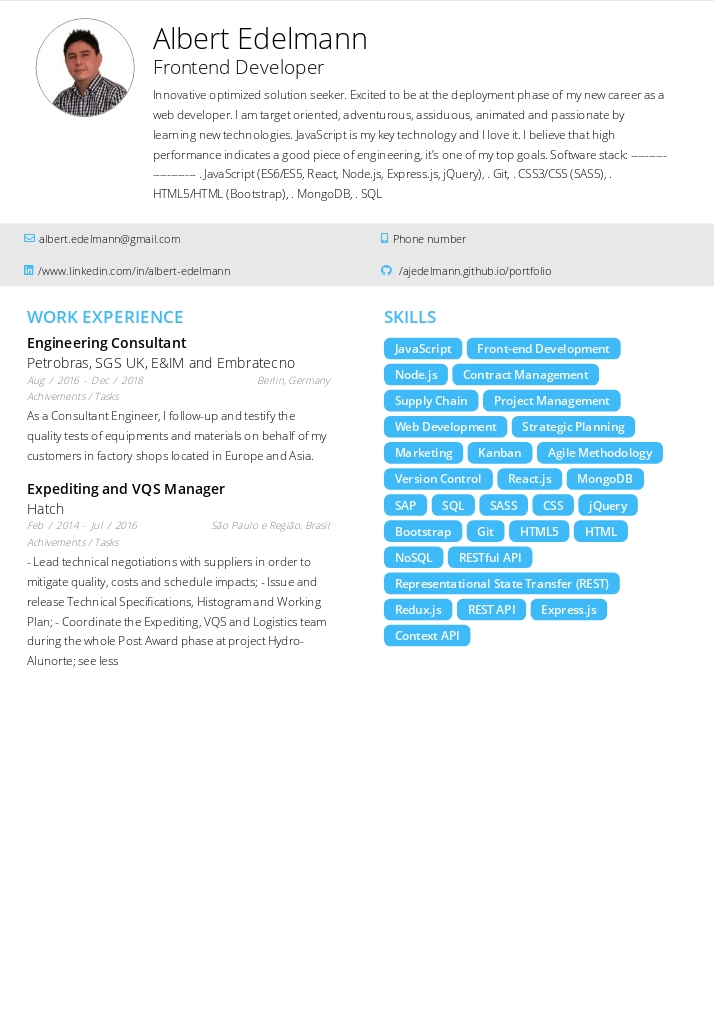 Albert Edelmann
Frontend Developer
Innovative optimized solution seeker. Excited to be at the deployment phase of my new career as a
web developer. I am target oriented, adventurous, assiduous, animated and passionate by
learning new technologies. JavaScript is my key technology and I love it. I believe that high
performance indicates a good piece of engineering, it's one of my top goals. Software stack: ----------
------------ . JavaScript (ES6/ES5, React, Node.js, Express.js, jQuery), . Git, . CSS3/CSS (SASS), .
HTML5/HTML (Bootstrap), . MongoDB, . SQL
albert.edelmann@gmail.com
Phone number
/www.linkedin.com/in/albert-edelmann
/ajedelmann.github.io/portfolio
WORK EXPERIENCE
Engineering Consultant
Petrobras, SGS UK, E&IM and Embratecno
Aug / 2016 - Dec / 2018 Berlin, Germany
Achivements / Tasks
As a Consultant Engineer, I follow-up and testify the
quality tests of equipments and materials on behalf of my
customers in factory shops located in Europe and Asia.
Expediting and VQS Manager
Hatch
Feb / 2014 - Jul / 2016 São Paulo e Região, Brasil
Achivements / Tasks
- Lead technical negotiations with suppliers in order to
mitigate quality, costs and schedule impacts; - Issue and
release Technical Specifications, Histogram and Working
Plan; - Coordinate the Expediting, VQS and Logistics team
during the whole Post Award phase at project Hydro-
Alunorte; see less
SKILLS
JavaScript Front-end Development
Node.js Contract Management
Supply Chain Project Management
Web Development Strategic Planning
Marketing Kanban Agile Methodology
Version Control React.js MongoDB
SAP SQL SASS CSS jQuery
Bootstrap Git HTML5 HTML
NoSQL RESTful API
Representational State Transfer (REST)
Redux.js REST API Express.js
Context API